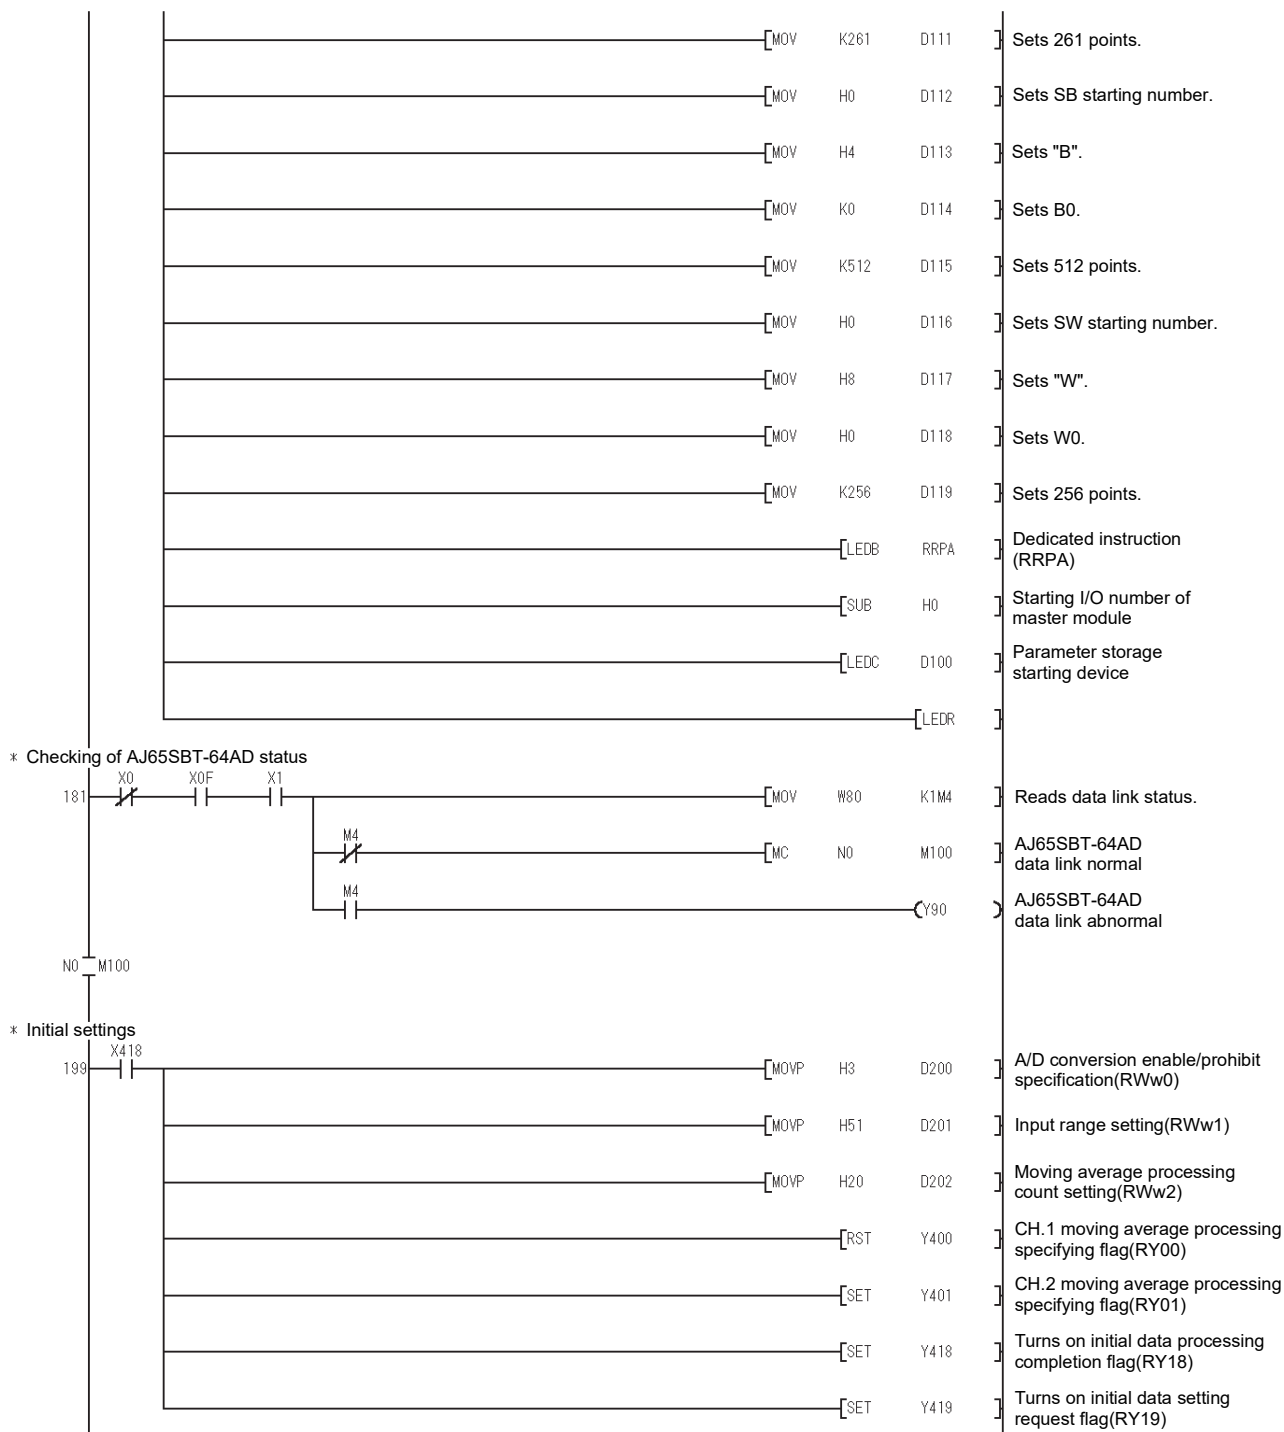 MOV K261 D111 Sets 261 points.
MOV H0 D112 Sets SB starting number.
MOV H4 D113 Sets "B".
MOV K0 D114 Sets B0.
MOV K512 D115 Sets 512 points.
MOV H0 D116 Sets SW starting number.
MOV H8 D117 Sets "W".
MOV H0 D118 Sets W0.
MOV K256 D119 Sets 256 points.
LEDB RRPA Dedicated instruction
(RRPA)
SUB H0 Starting I/O number of
master module
LEDC D100 Parameter storage
starting device
LEDR
* Checking of AJ65SBT-64AD status
X0 X0F X1
181 MOV W80 K1M4 Reads data link status.
M4
MC N0 M100 AJ65SBT-64AD
data link normal
M4
Y90 AJ65SBT-64AD
data link abnormal
N0 M100
* Initial settings
X418
199 MOVP H3 D200 A/D conversion enable/prohibit
specification(RWw0)
MOVP H51 D201 Input range setting(RWw1)
MOVP H20 D202 Moving average processing
count setting(RWw2)
RST Y400 CH.1 moving average processing
specifying flag(RY00)
SET Y401 CH.2 moving average processing
specifying flag(RY01)
SET Y418 Turns on initial data processing
completion flag(RY18)
SET Y419 Turns on initial data setting
request flag(RY19)